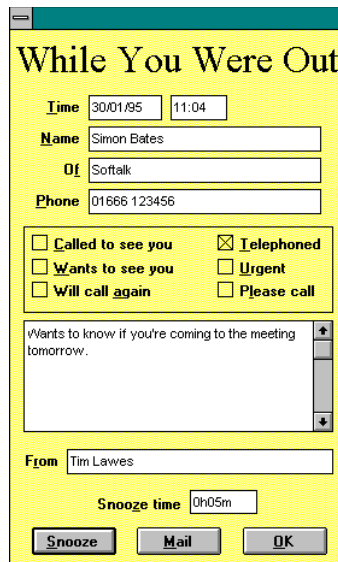 While You Were Out
Time 30/01/95 11:04
Name Simon Bates
Of Softalk
Phone 01666 123456
Called to see you Telephoned
Wants to see you Urgent
Will call again Please call
Wants to know if you're coming to the meeting
tomorrow.
From Tim Lawes
Snooze time 0h05m
Snooze Mail OK